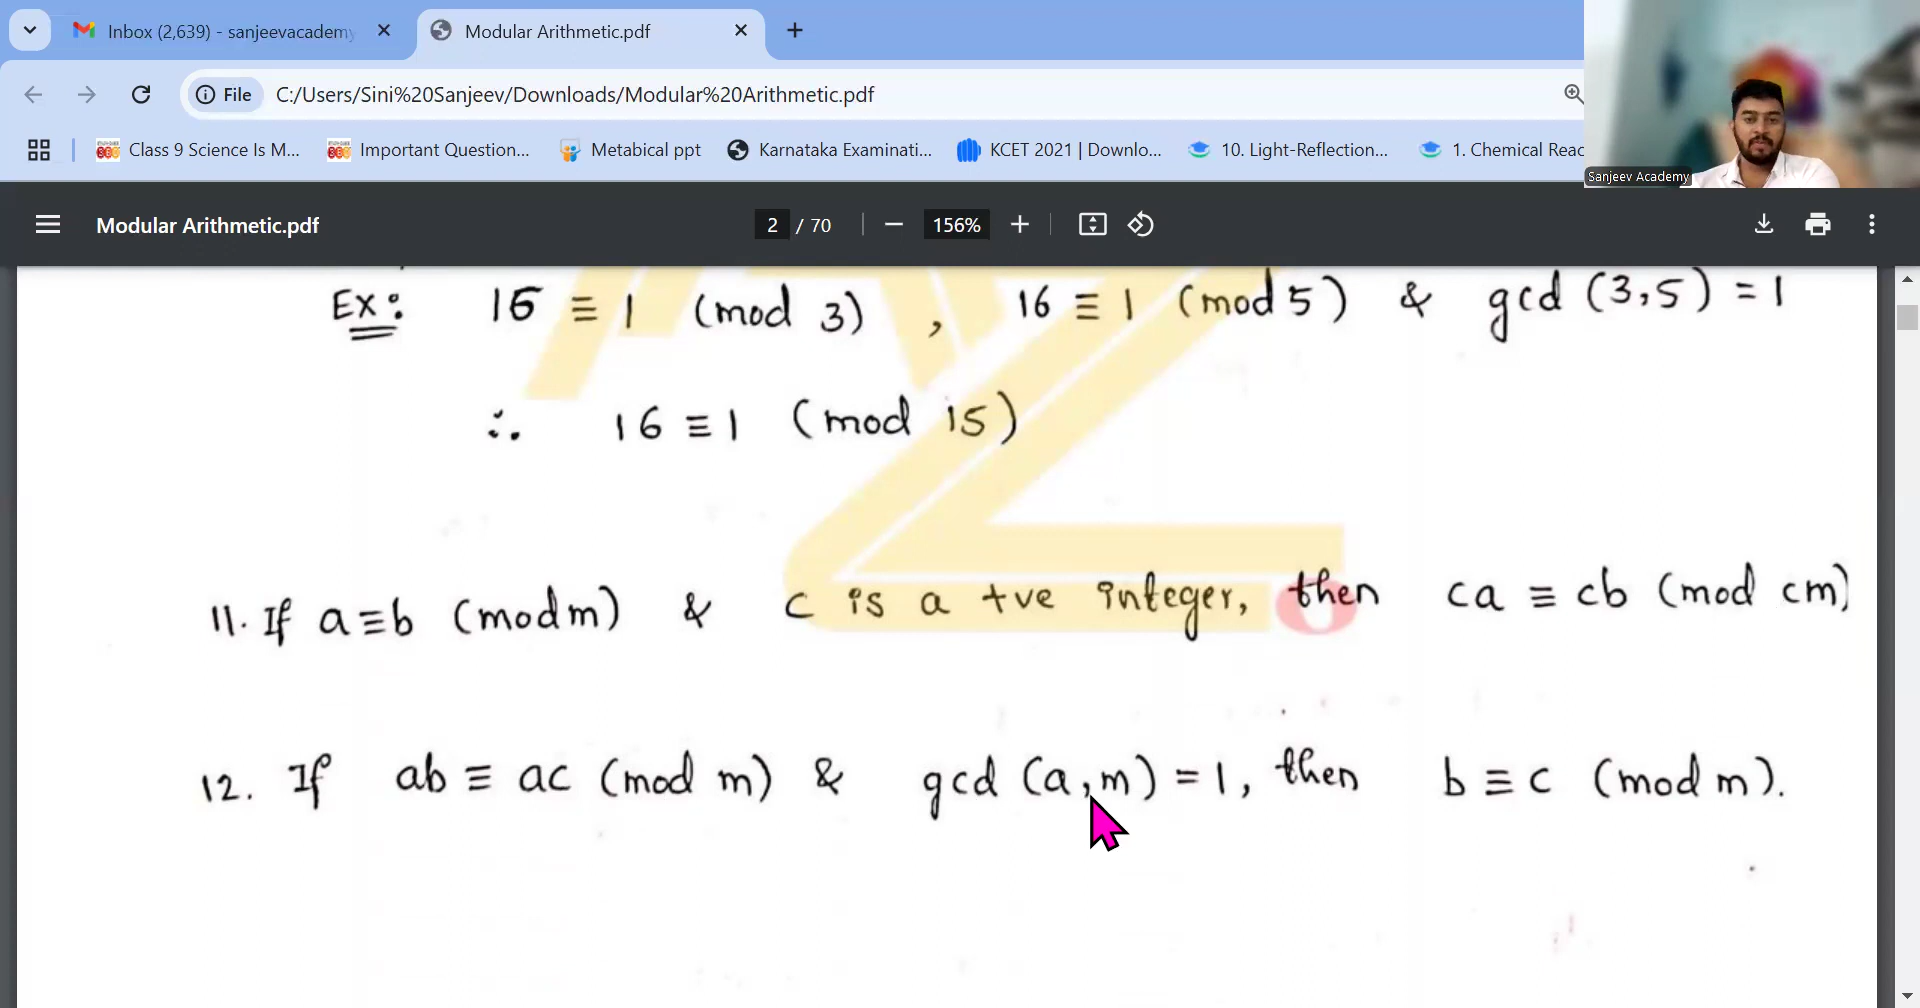 Inbox (2,639) - sanjeevacademy
Modular Arithmetic.pdf
File
C:/Users/Sini%20Sanjeev/Downloads/Modular%20Arithmetic.pdf
Class 9 Science Is M...
Important Question...
Metabical ppt
Karnataka Examinati...
KCET 2021 | Downlo...
10. Light-Reflection...
1. Chemical Reac
Sanjeev Academy
Modular Arithmetic.pdf
2 / 70
156%
Ex: 16 ≡ 1 (mod 3) , 16 ≡ 1 (mod 5) & gcd (3,5) = 1
∴ 16 ≡ 1 (mod 15)
11. If a≡b (mod m) & c is a +ve integer, then ca ≡ cb (mod cm)
12. If ab ≡ ac (mod m) & gcd (a,m) = 1, then b ≡ c (mod m).